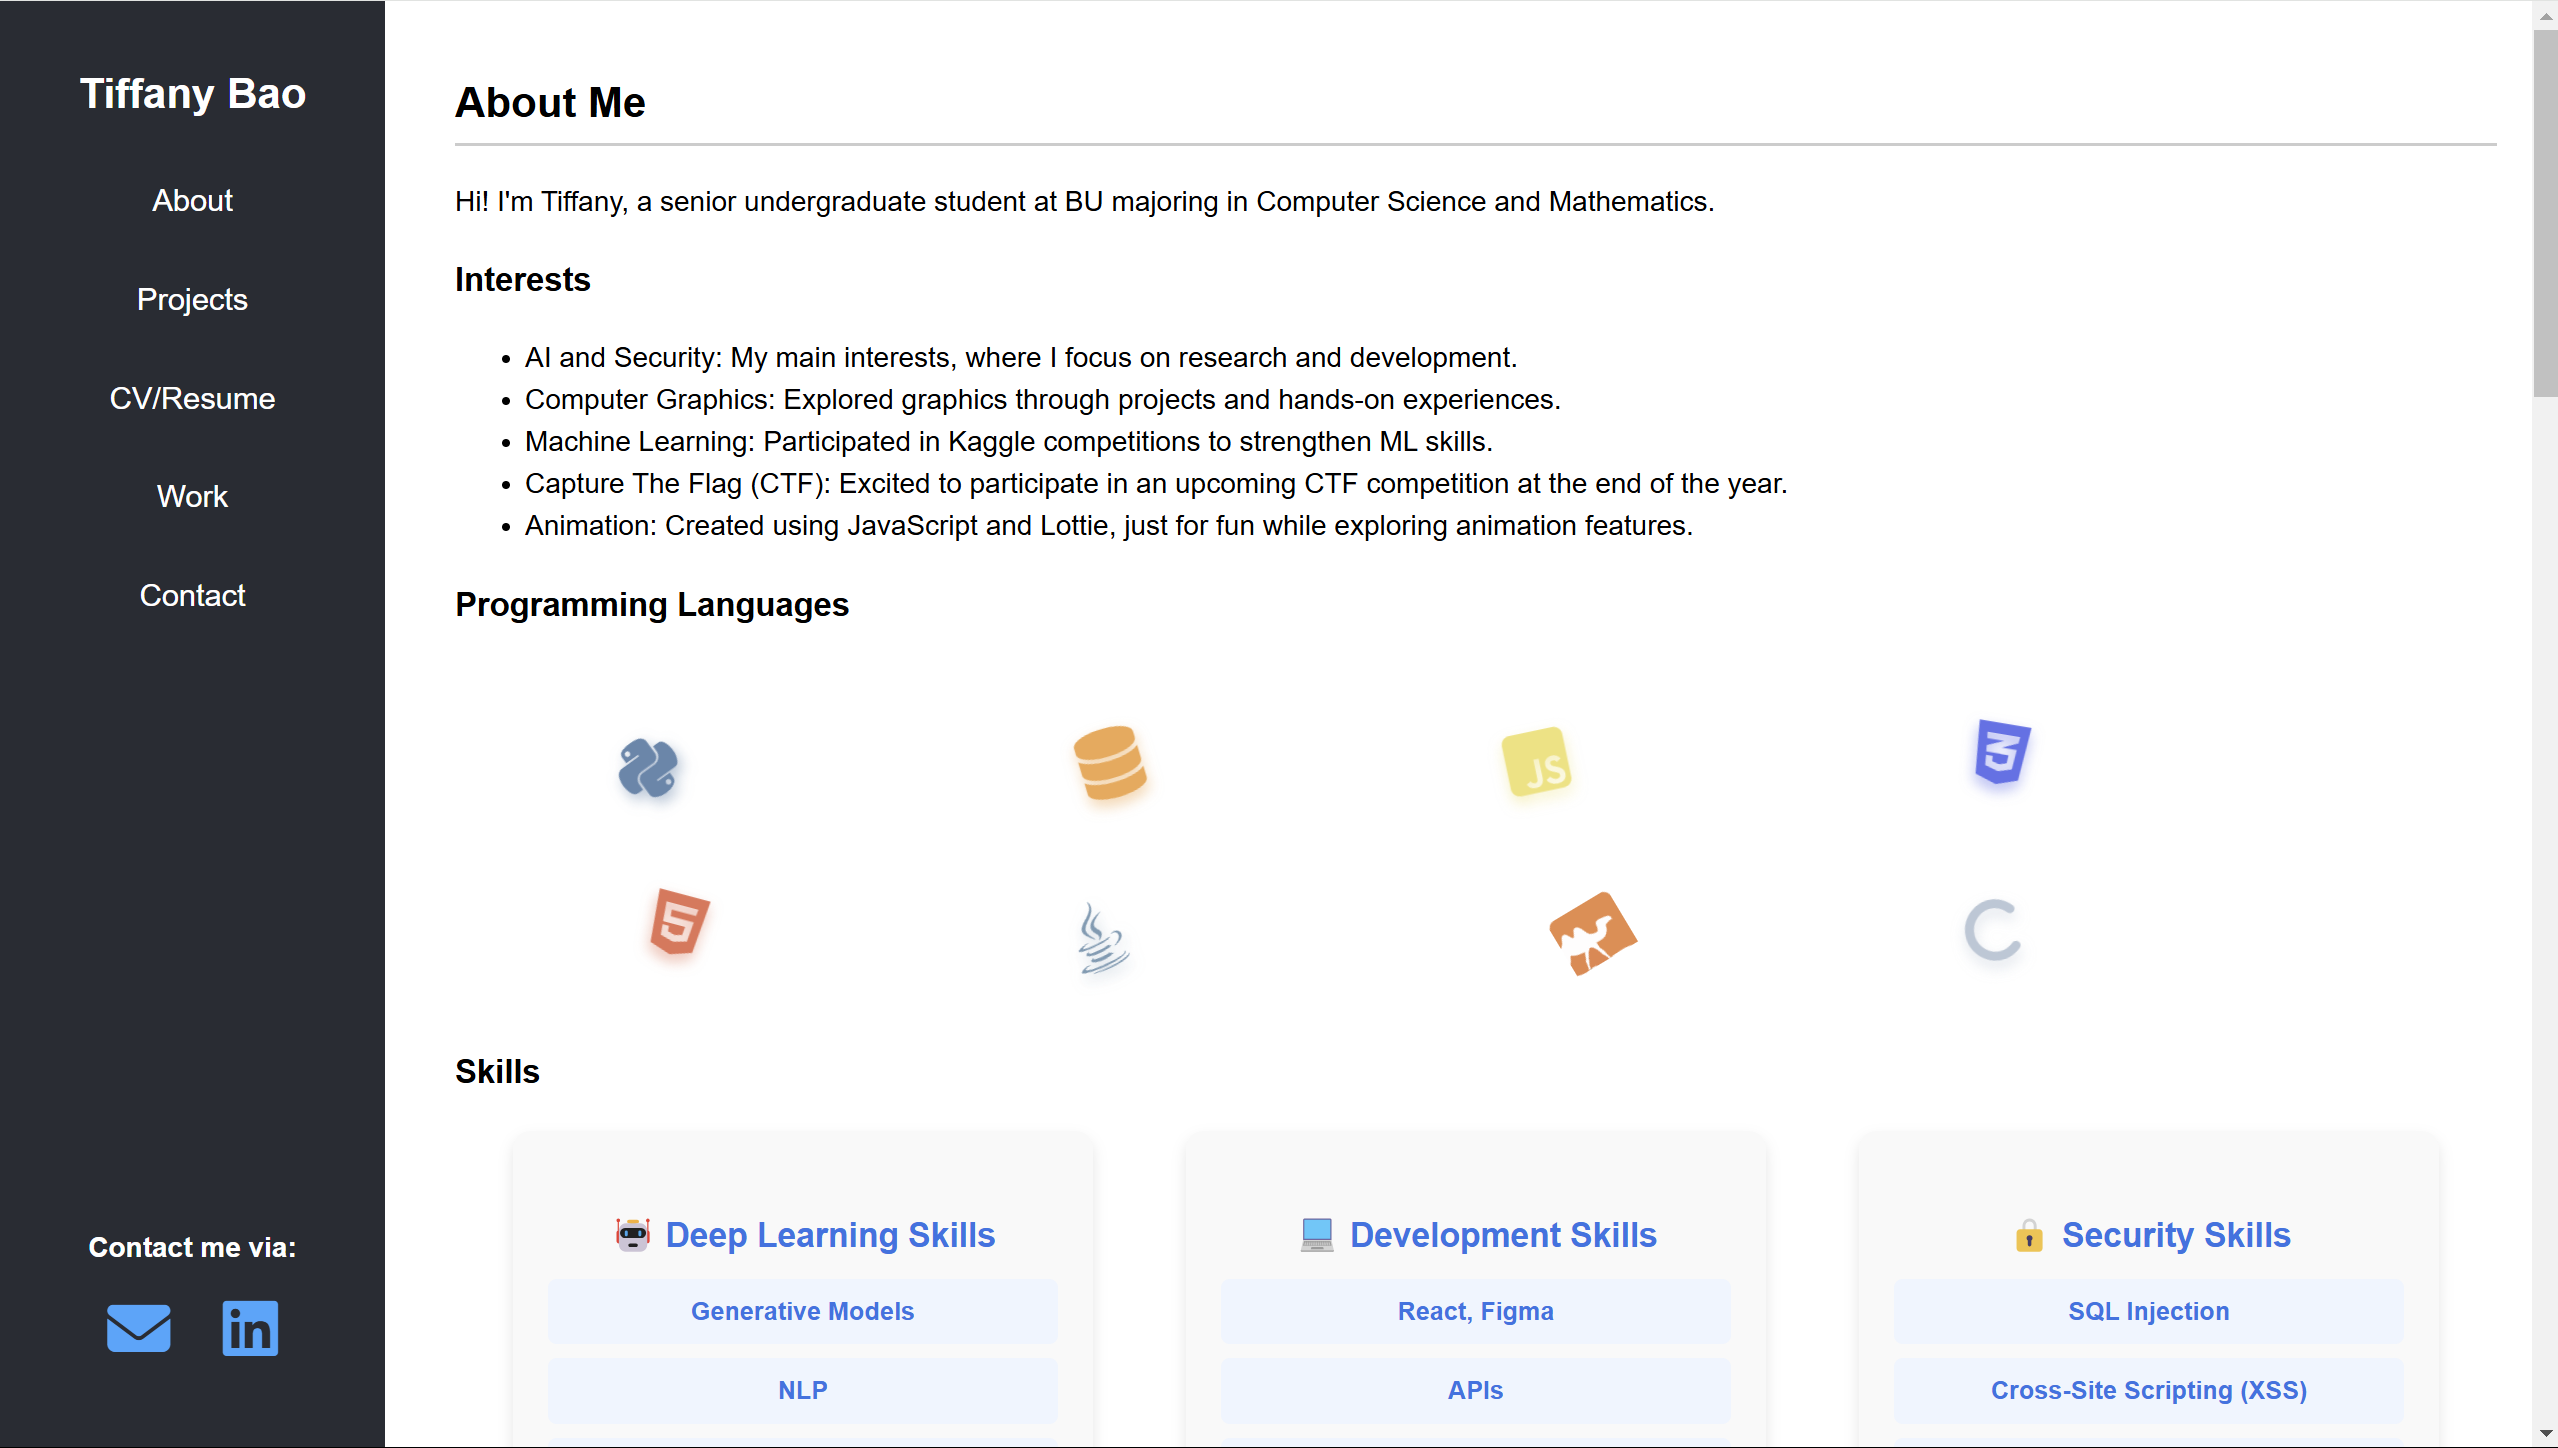 Tiffany Bao
About
Projects
CV/Resume
Work
Contact
Contact me via:
in
About Me
Hi! I'm Tiffany, a senior undergraduate student at BU majoring in Computer Science and Mathematics.
Interests
• AI and Security: My main interests, where I focus on research and development.
• Computer Graphics: Explored graphics through projects and hands-on experiences.
• Machine Learning: Participated in Kaggle competitions to strengthen ML skills.
• Capture The Flag (CTF): Excited to participate in an upcoming CTF competition at the end of the year.
• Animation: Created using JavaScript and Lottie, just for fun while exploring animation features.
Programming Languages
JS
3
5
C
Skills
Deep Learning Skills
Generative Models
NLP
Development Skills
React, Figma
APIs
Security Skills
SQL Injection
Cross-Site Scripting (XSS)